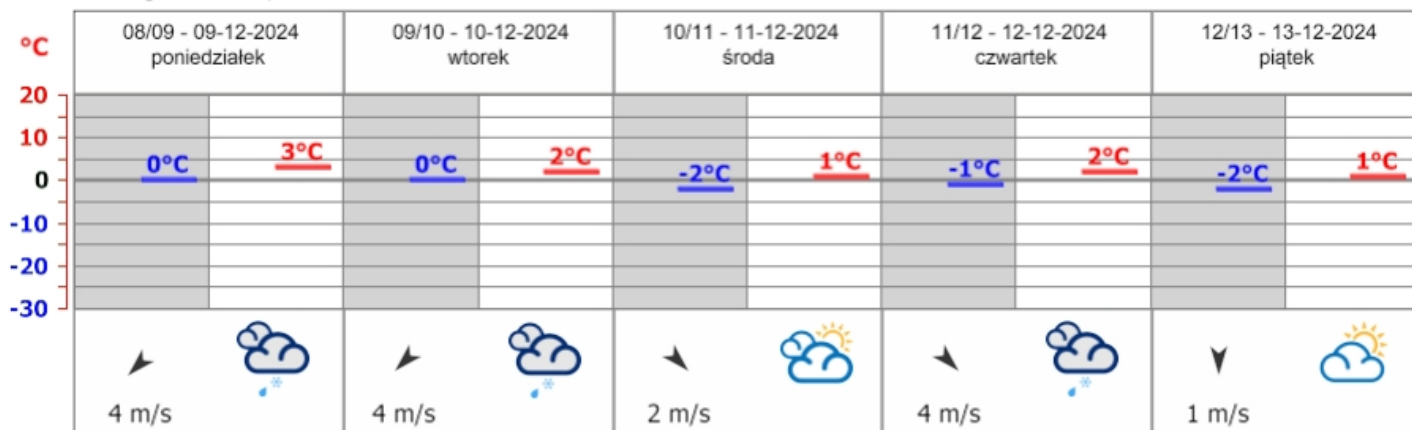 °C
08/09 - 09-12-2024
poniedziałek
09/10 - 10-12-2024
wtorek
10/11 - 11-12-2024
środa
11/12 - 12-12-2024
czwartek
12/13 - 13-12-2024
piątek
20
10
0
-10
-20
-30
0°C
3°C
0°C
2°C
-2°C
1°C
-1°C
2°C
-2°C
1°C
4 m/s
4 m/s
2 m/s
4 m/s
1 m/s